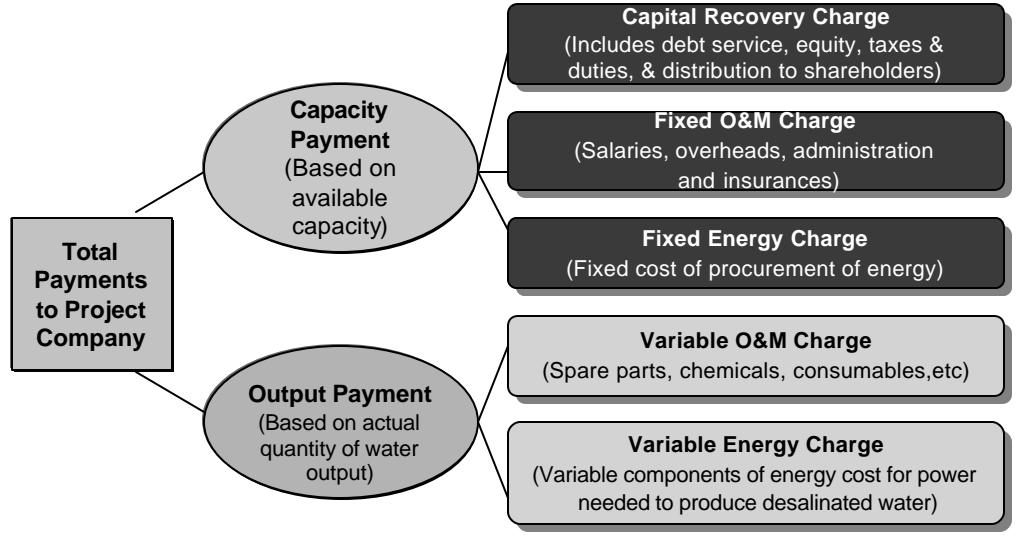 Total
Payments
to Project
Company
Capacity
Payment
(Based on
available
capacity)
Capital Recovery Charge
(Includes debt service, equity, taxes &
duties, & distribution to shareholders)
Fixed O&M Charge
(Salaries, overheads, administration
and insurances)
Fixed Energy Charge
(Fixed cost of procurement of energy)
Output Payment
(Based on actual
quantity of water
output)
Variable O&M Charge
(Spare parts, chemicals, consumables,etc)
Variable Energy Charge
(Variable components of energy cost for power
needed to produce desalinated water)